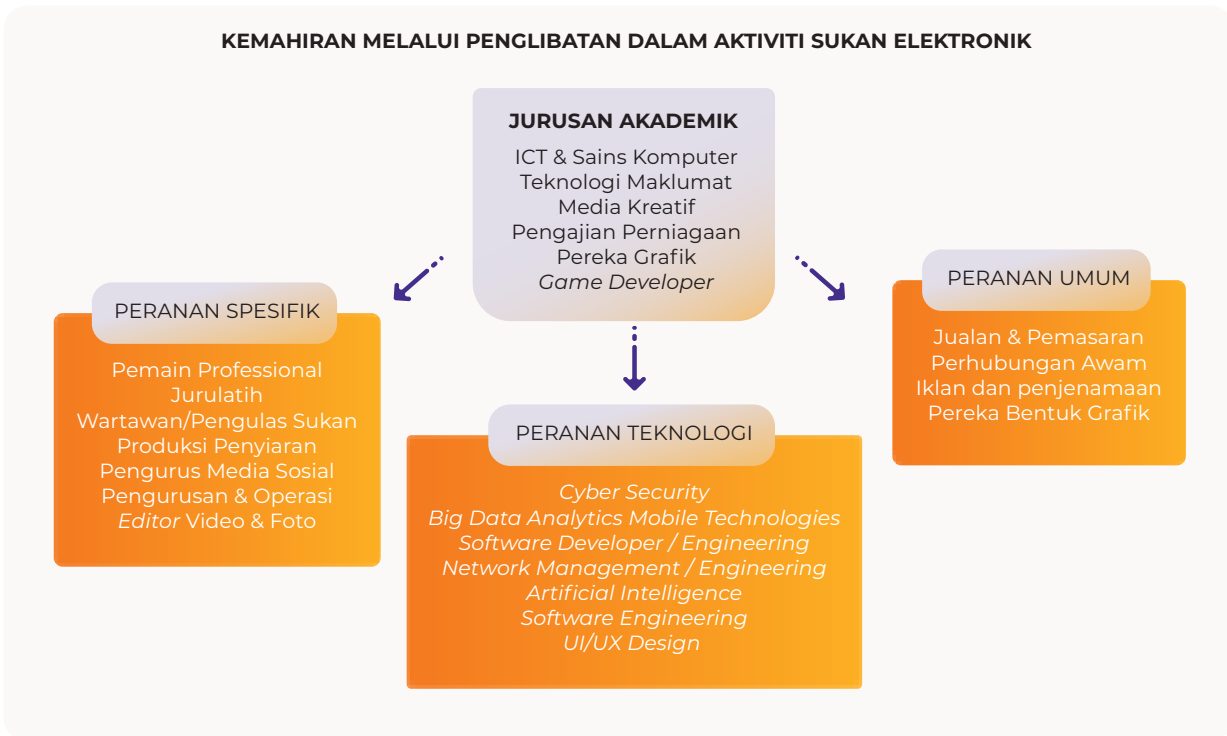 KEMAHIRAN MELALUI PENGLIBATAN DALAM AKTIVITI SUKAN ELEKTRONIK
JURUSAN AKADEMIK
ICT & Sains Komputer
Teknologi Maklumat
Media Kreatif
Pengajian Perniagaan
Pereka Grafik
Game Developer
PERANAN SPESIFIK
Pemain Professional
Jurulatih
Wartawan/Pengulas Sukan
Produksi Penyiaran
Pengurus Media Sosial
Pengurusan & Operasi
Editor Video & Foto
PERANAN TEKNOLOGI
Cyber Security
Big Data Analytics Mobile Technologies
Software Developer / Engineering
Network Management / Engineering
Artificial Intelligence
Software Engineering
UI/UX Design
PERANAN UMUM
Jualan & Pemasaran
Perhubungan Awam
Iklan dan penjenamaan
Pereka Bentuk Grafik